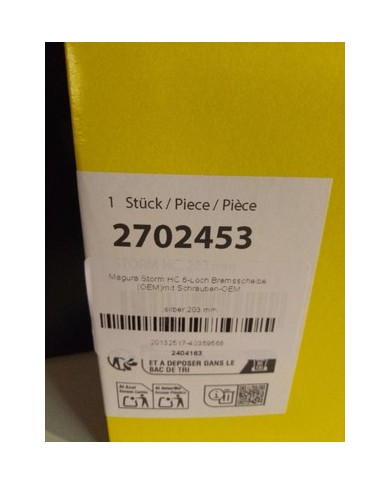 1 Stück / Piece / Pièce
2702453
Magura Storm HC 6-Loch Bremsscheibe
(OEM)mit Schrauben-OEM
silber,203 mm
2404163
ET A DEPOSER DANS LE
BAC DE TRI